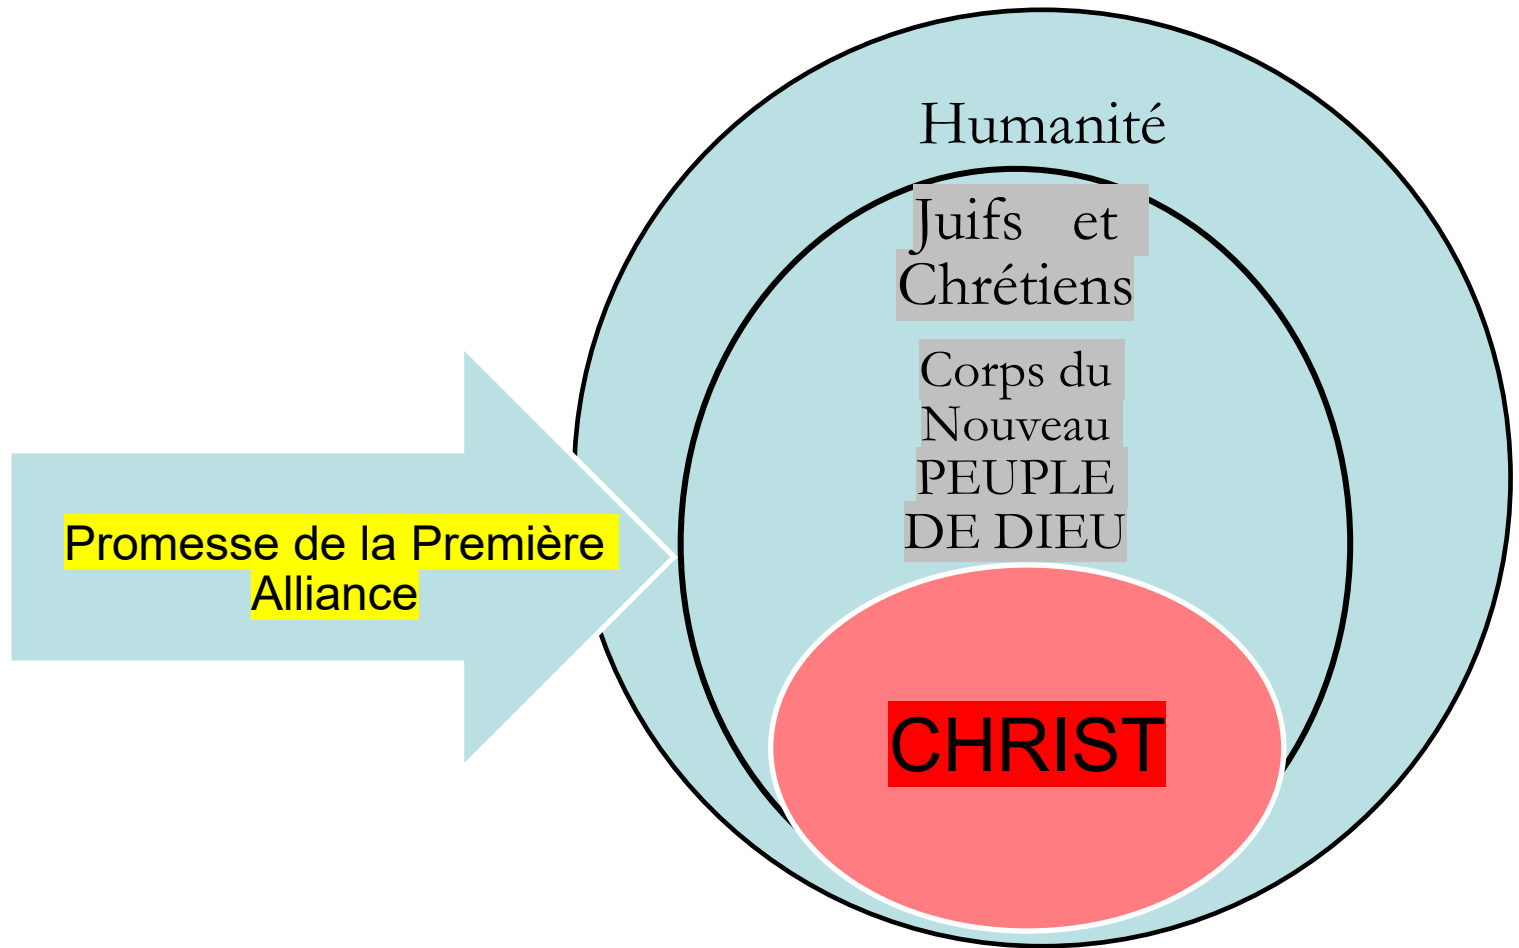 Humanité
Juifs et
Chrétiens
Corps du
Nouveau
PEUPLE
DE DIEU
Promesse de la Première
Alliance
CHRIST